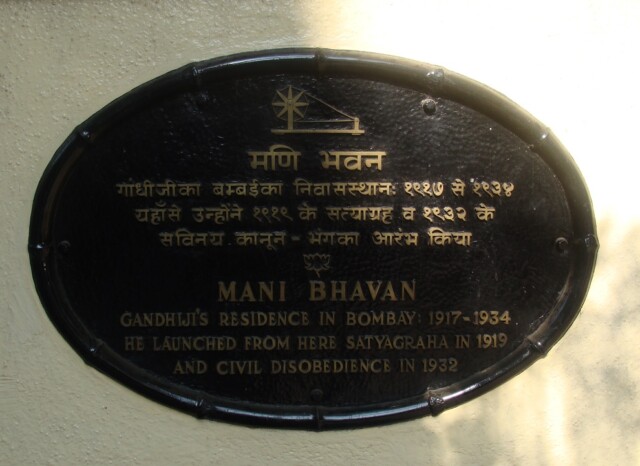 मणि भवन
गांधीजीका बम्बईका निवासस्थान: १९१७ से १९३४
यहाँसे उन्होंने १९१९ के सत्याग्रह व १९३२ के
सविनय कानून - भंगका आरंभ किया
MANI BHAVAN
GANDHIJI'S RESIDENCE IN BOMBAY: 1917-1934
HE LAUNCHED FROM HERE SATYAGRAHA IN 1919
AND CIVIL DISOBEDIENCE IN 1932